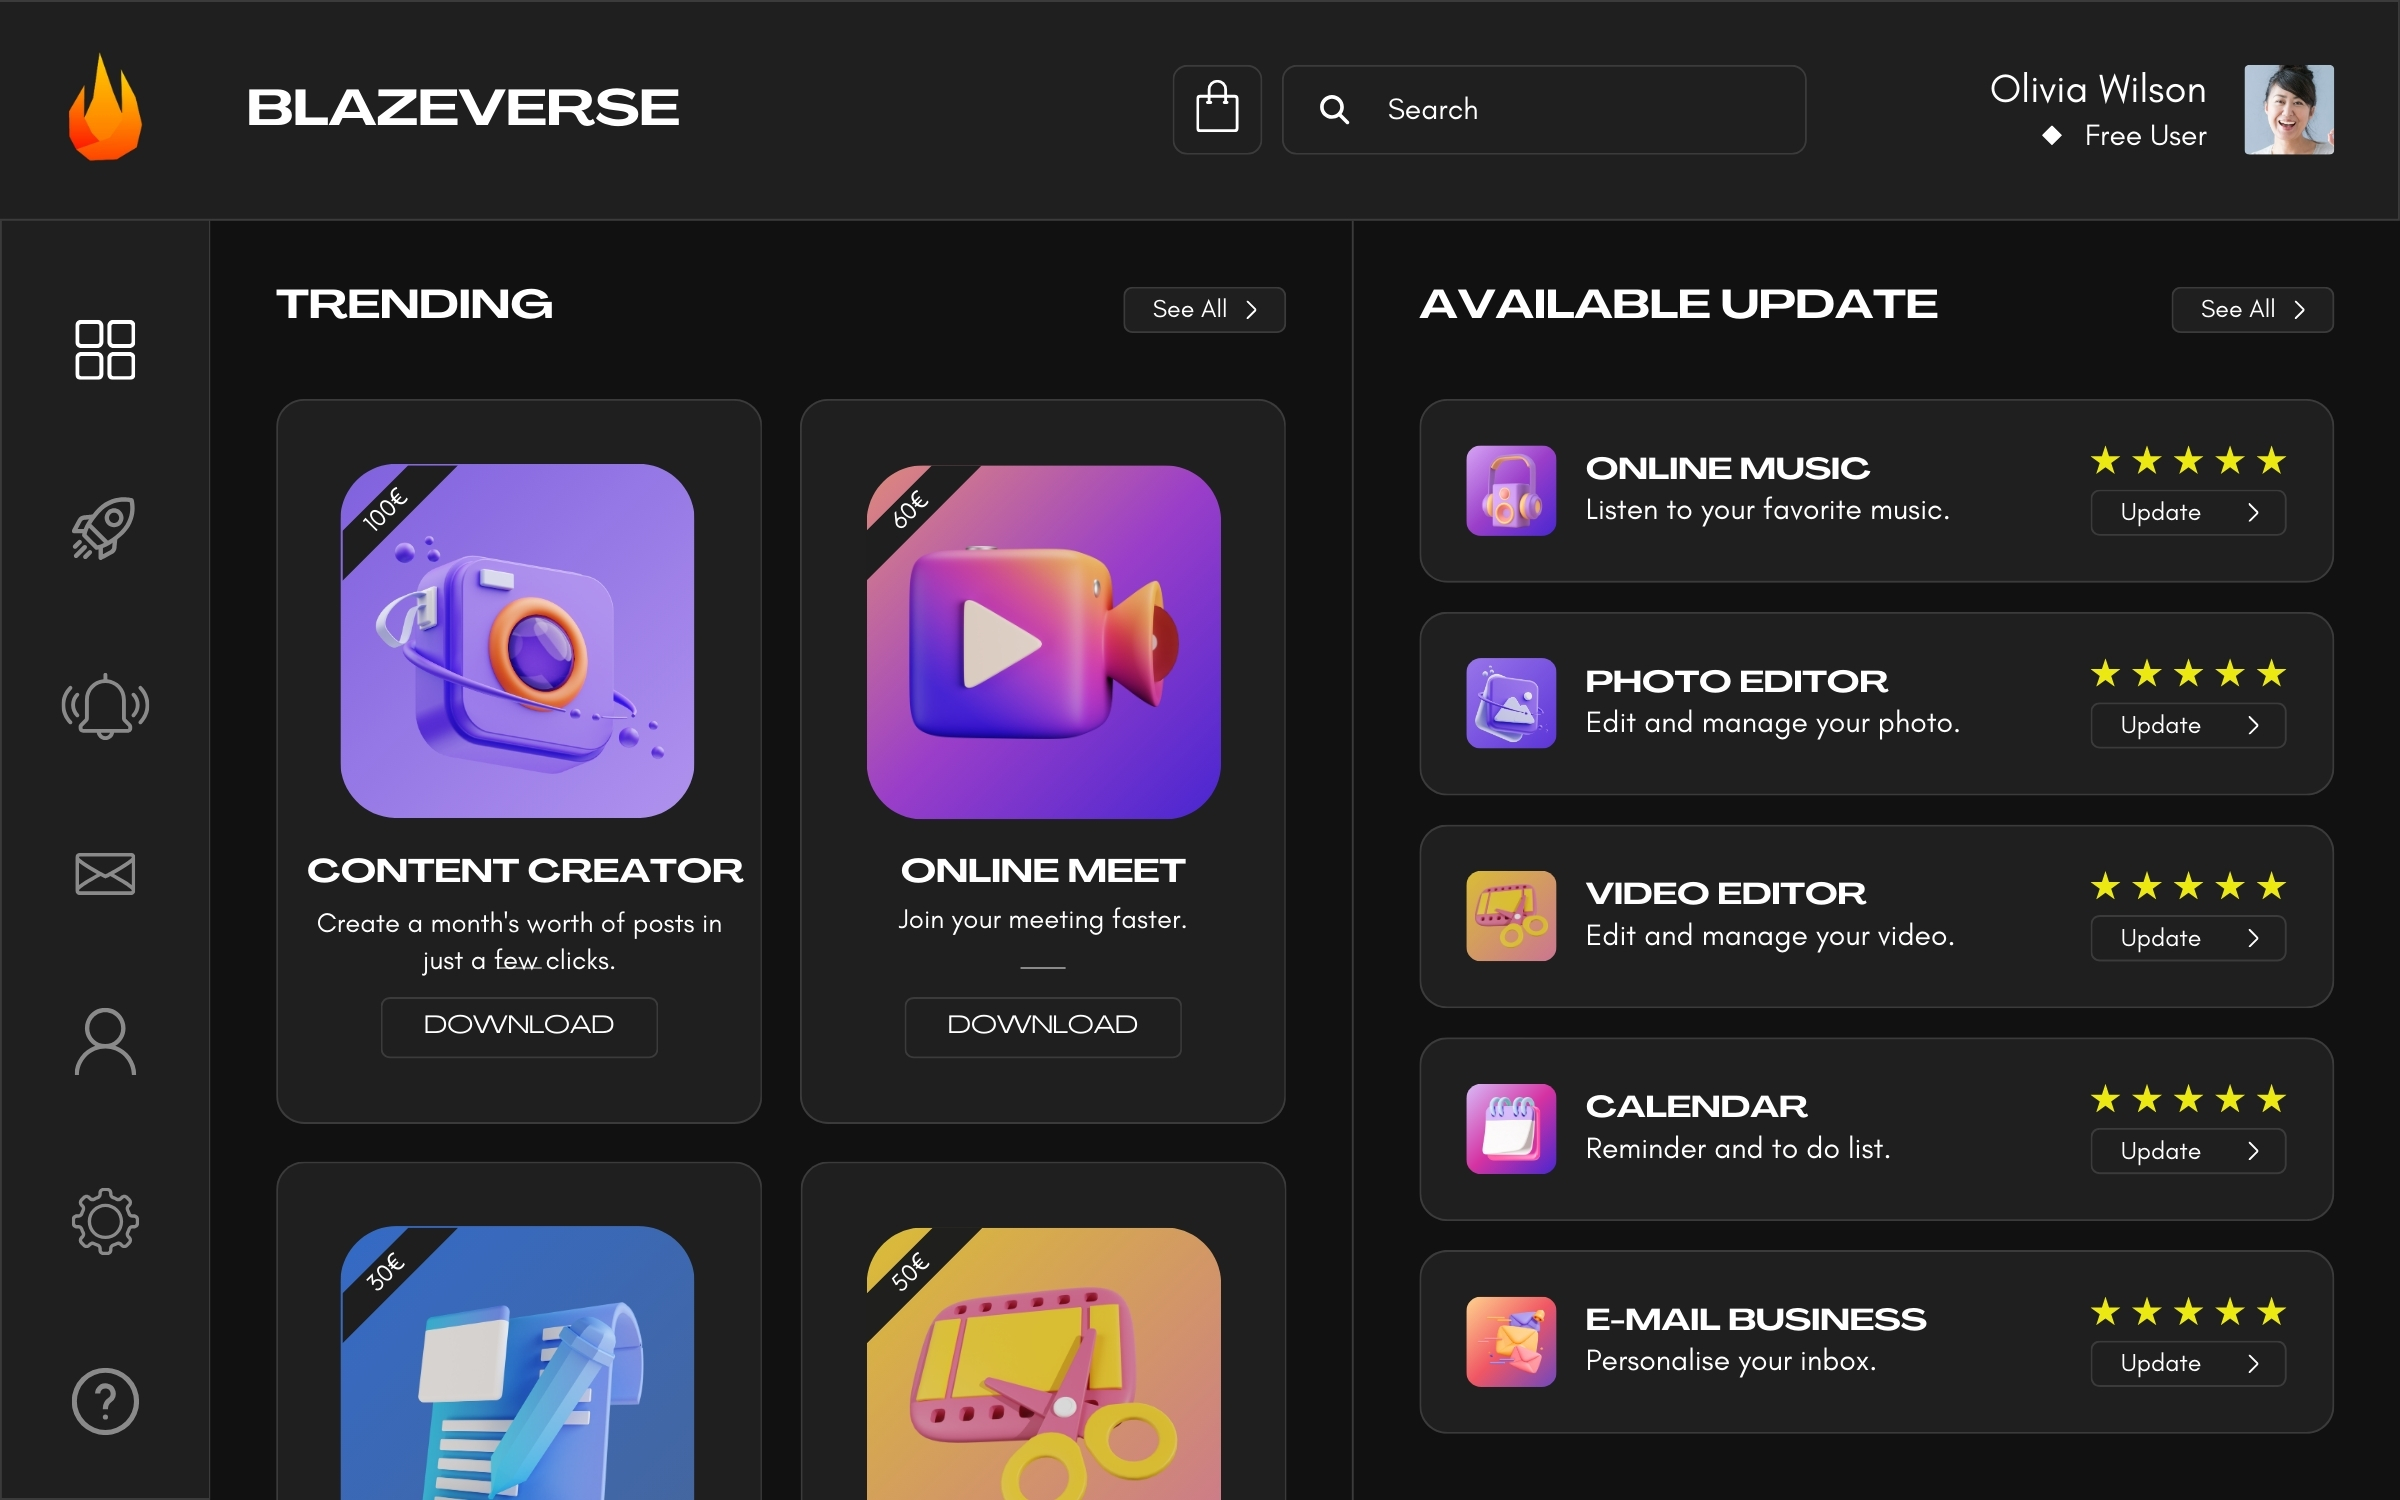 BLAZEVERSE
Search
Olivia Wilson
Free User
TRENDING
See All
100€
CONTENT CREATOR
Create a month's worth of posts in
just a few clicks.
DOWNLOAD
60€
ONLINE MEET
Join your meeting faster.
DOWNLOAD
30€
50€
AVAILABLE UPDATE
See All
ONLINE MUSIC
Listen to your favorite music.
Update
PHOTO EDITOR
Edit and manage your photo.
Update
VIDEO EDITOR
Edit and manage your video.
Update
CALENDAR
Reminder and to do list.
Update
E-MAIL BUSINESS
Personalise your inbox.
Update